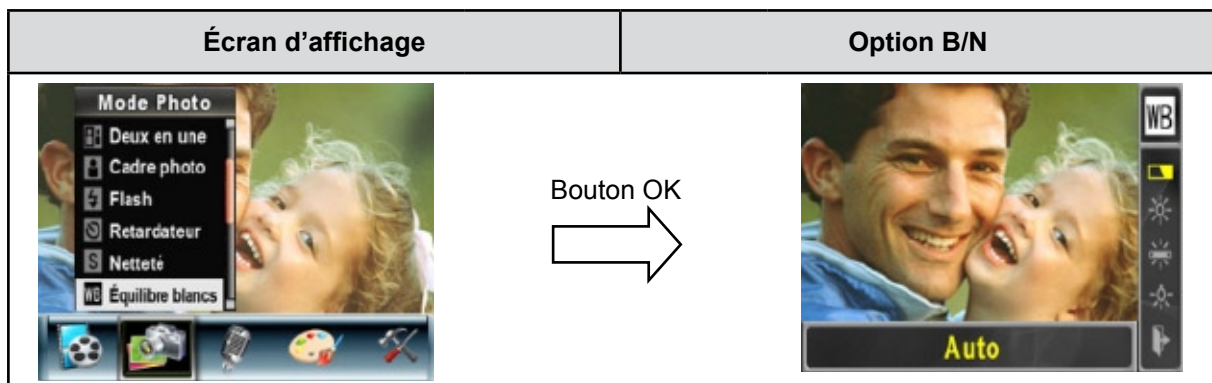 Écran d’affichage
Option B/N
Mode Photo
Deux en une
Cadre photo
Flash
Retardateur
S Netteté
WB Équilibre blancs
Bouton OK
WB
Auto